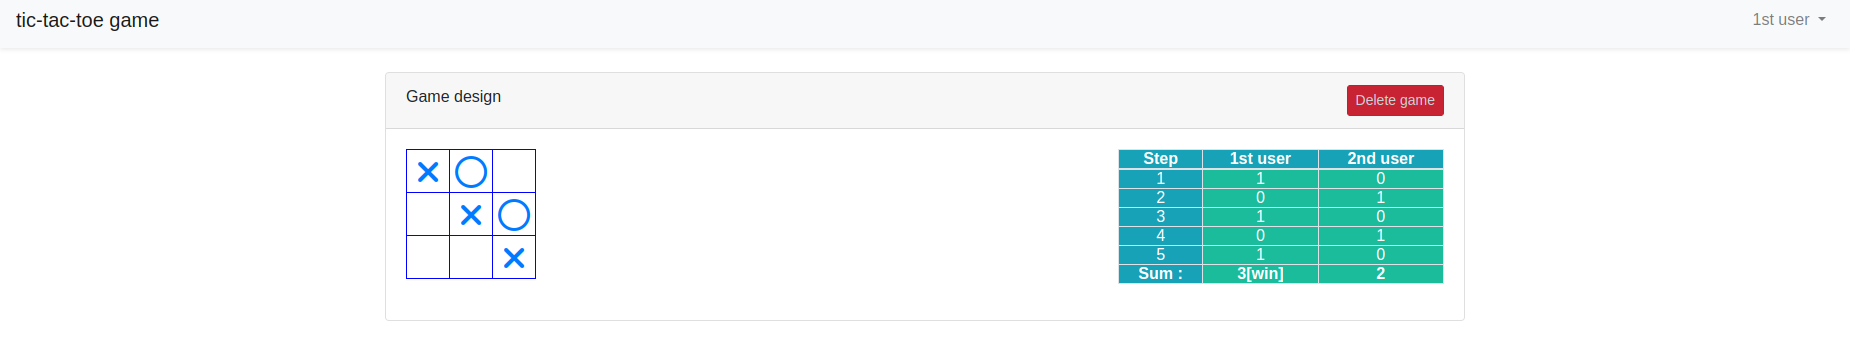 tic-tac-toe game
1st user
Game design
Delete game
Step 1st user 2nd user
1 1 0
2 0 1
3 1 0
4 0 1
5 1 0
Sum : 3[win] 2